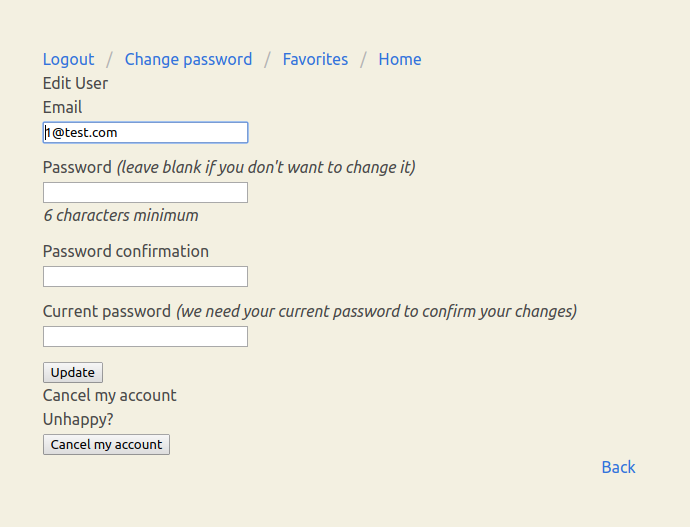 Logout / Change password / Favorites / Home
Edit User
Email
1@test.com
Password (leave blank if you don't want to change it)
6 characters minimum
Password confirmation
Current password (we need your current password to confirm your changes)
Update
Cancel my account
Unhappy?
Cancel my account
Back